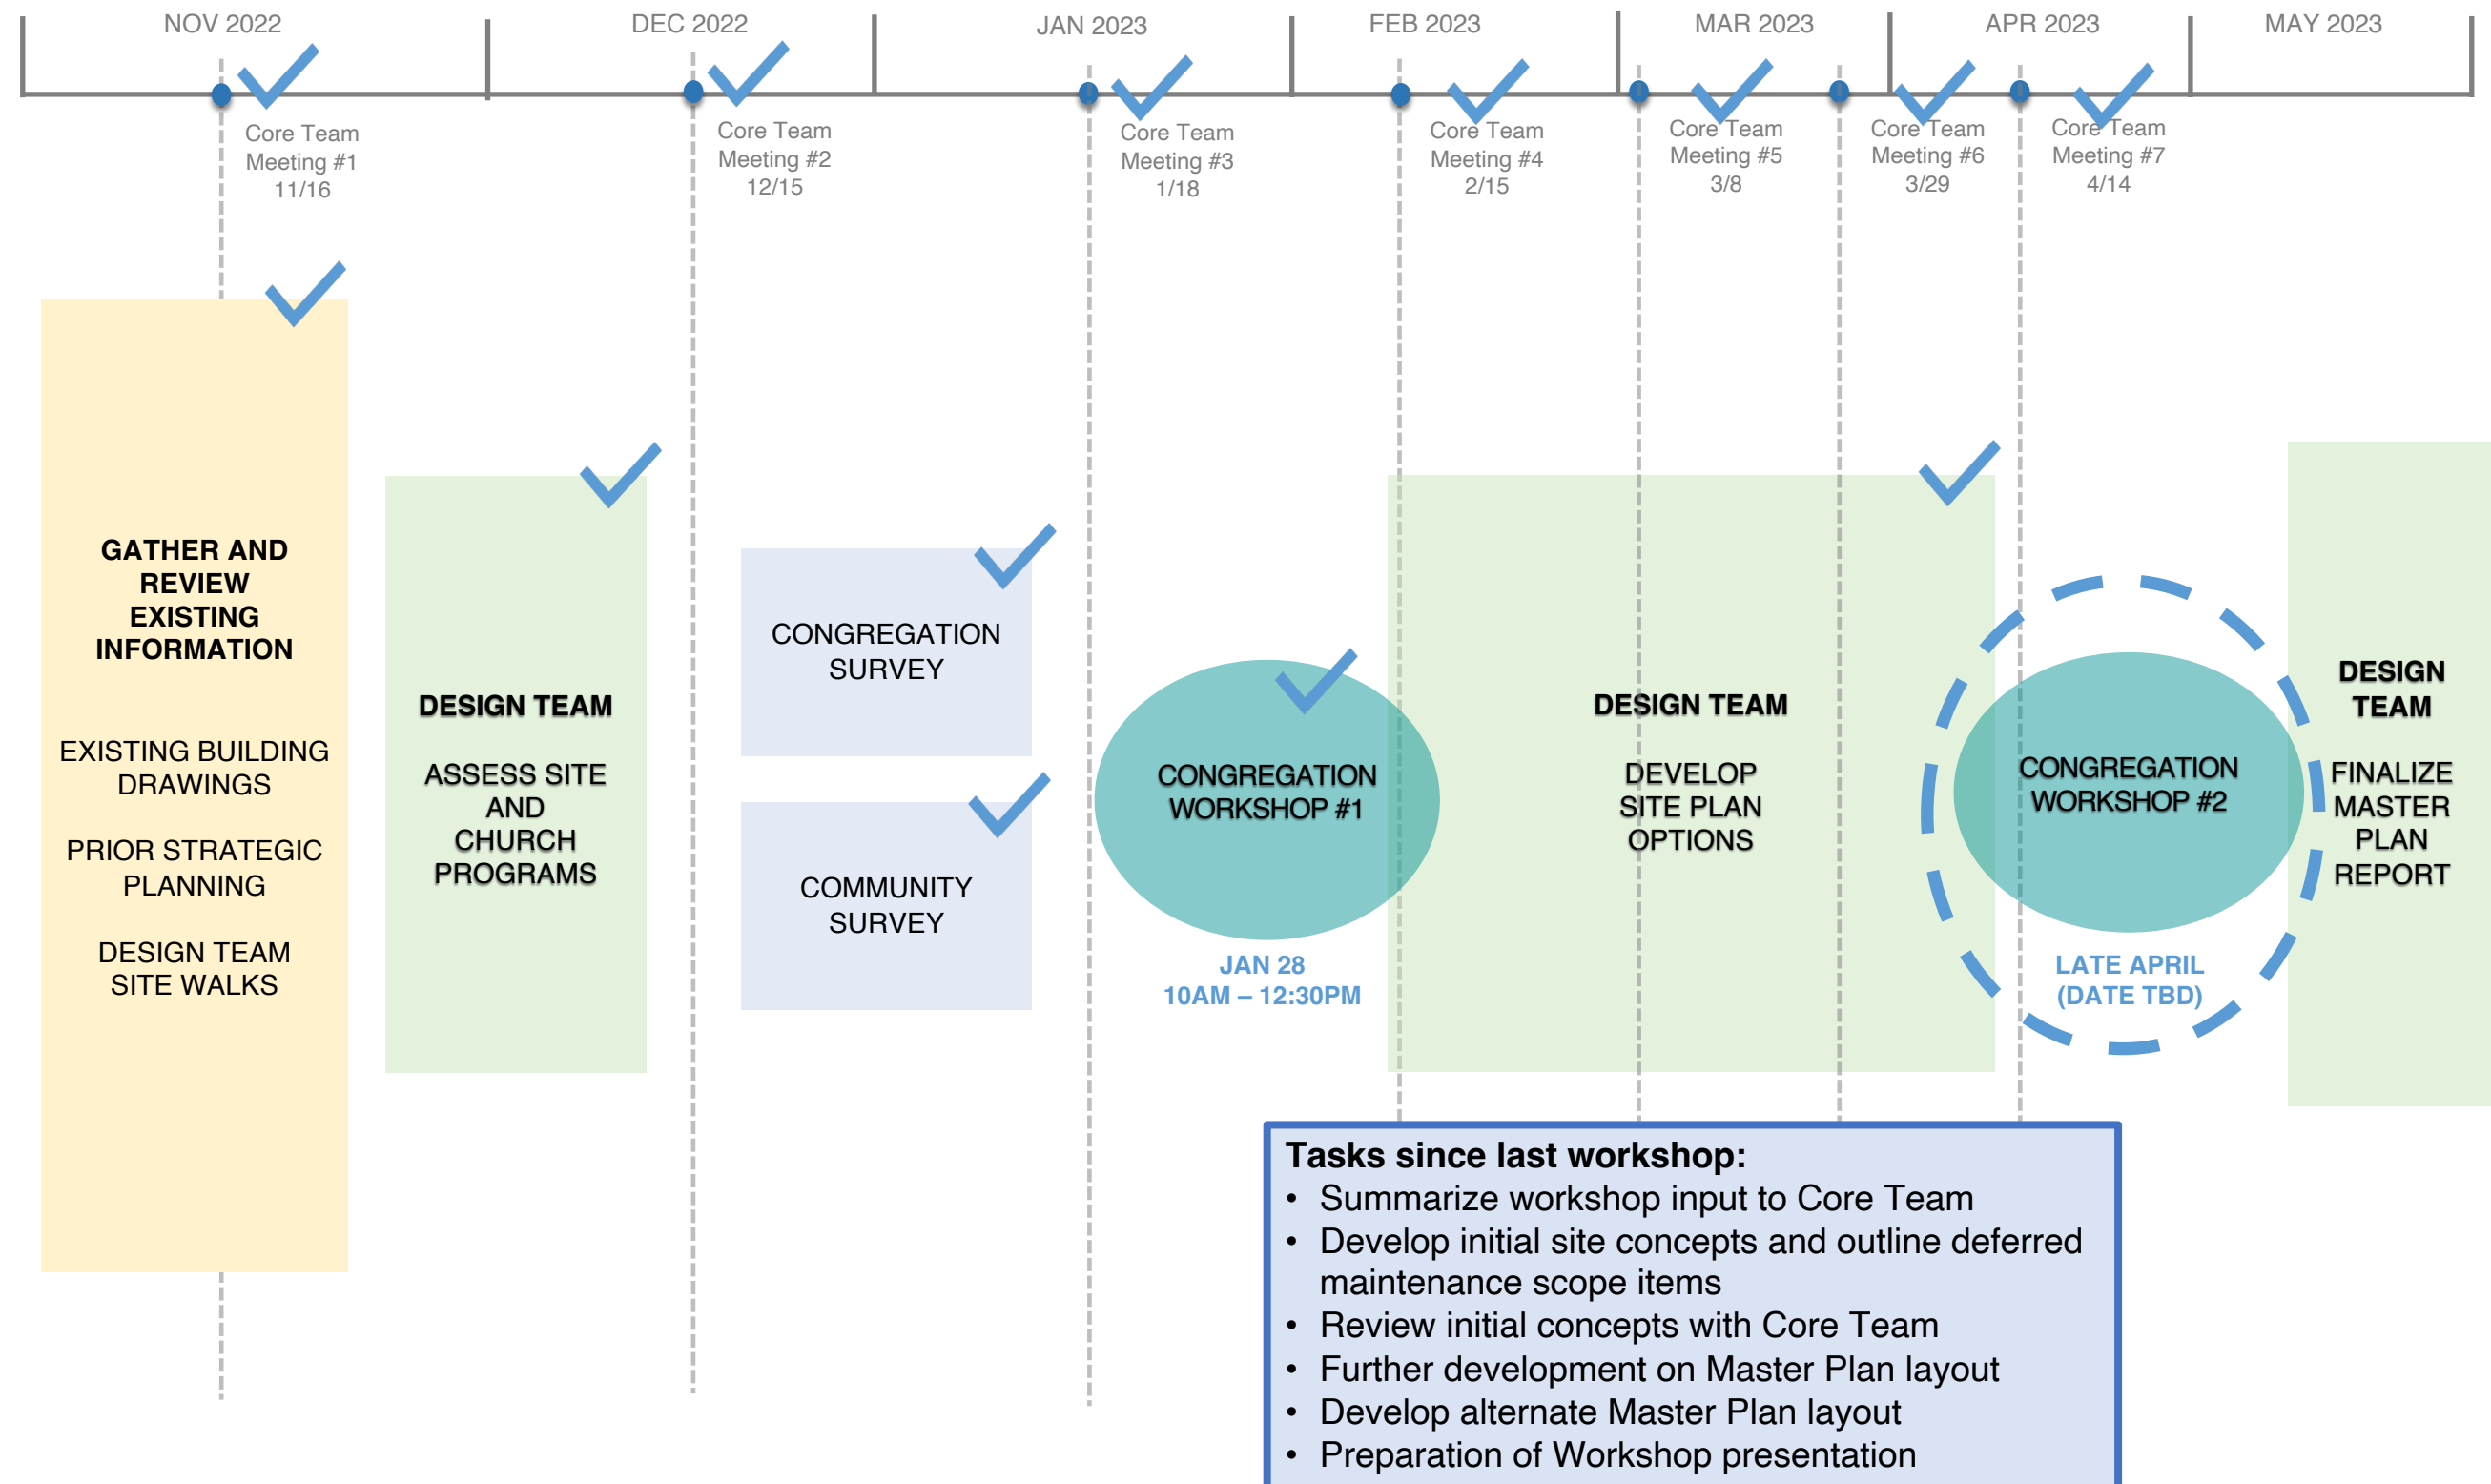 NOV 2022
DEC 2022
JAN 2023
FEB 2023
MAR 2023
APR 2023
MAY 2023
Core Team
Meeting #1
11/16
Core Team
Meeting #2
12/15
Core Team
Meeting #3
1/18
Core Team
Meeting #4
2/15
Core Team
Meeting #5
3/8
Core Team
Meeting #6
3/29
Core Team
Meeting #7
4/14
GATHER AND
REVIEW
EXISTING
INFORMATION
EXISTING BUILDING
DRAWINGS
PRIOR STRATEGIC
PLANNING
DESIGN TEAM
SITE WALKS
DESIGN TEAM
ASSESS SITE
AND
CHURCH
PROGRAMS
CONGREGATION
SURVEY
COMMUNITY
SURVEY
CONGREGATION
WORKSHOP #1
JAN 28
10AM – 12:30PM
DESIGN TEAM
DEVELOP
SITE PLAN
OPTIONS
CONGREGATION
WORKSHOP #2
LATE APRIL
(DATE TBD)
DESIGN
TEAM
FINALIZE
MASTER
PLAN
REPORT
Tasks since last workshop:
• Summarize workshop input to Core Team
• Develop initial site concepts and outline deferred
maintenance scope items
• Review initial concepts with Core Team
• Further development on Master Plan layout
• Develop alternate Master Plan layout
• Preparation of Workshop presentation